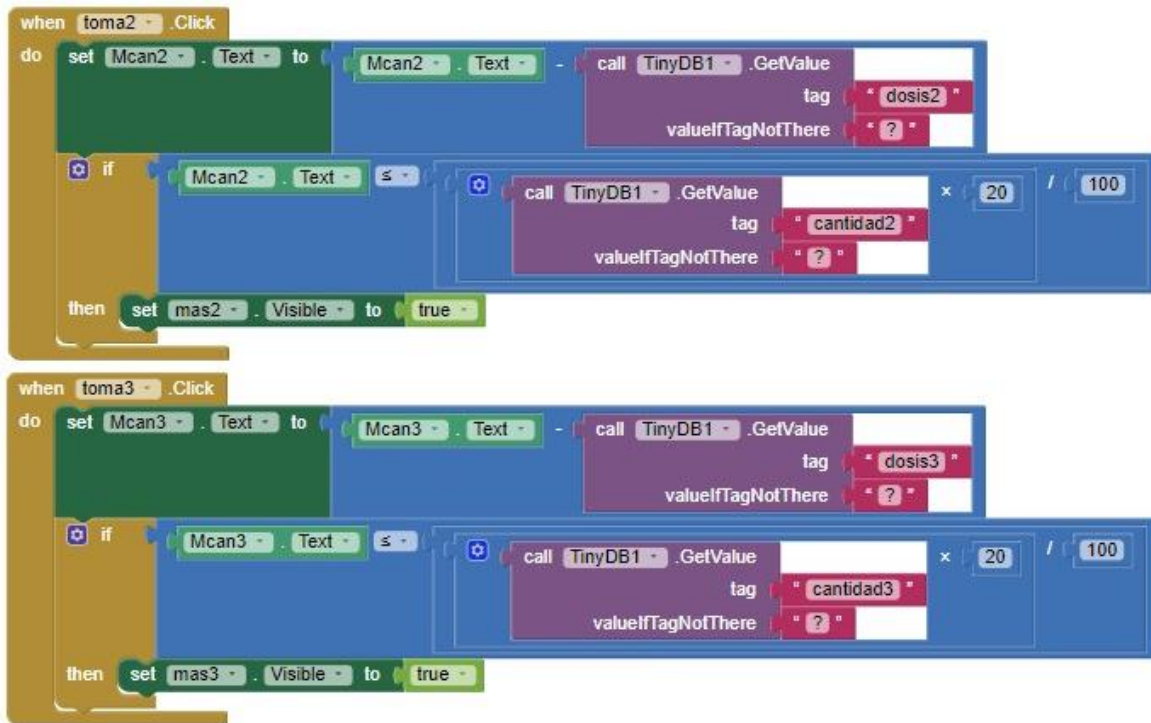 when toma2 .Click
do set Mcan2 . Text to Mcan2 . Text - call TinyDB1 .GetValue
tag " dosis2 "
valueIfTagNotThere " ? "
if Mcan2 . Text ≤ call TinyDB1 .GetValue × 20 / 100
tag " cantidad2 "
valueIfTagNotThere " ? "
then set mas2 . Visible to true
when toma3 .Click
do set Mcan3 . Text to Mcan3 . Text - call TinyDB1 .GetValue
tag " dosis3 "
valueIfTagNotThere " ? "
if Mcan3 . Text ≤ call TinyDB1 .GetValue × 20 / 100
tag " cantidad3 "
valueIfTagNotThere " ? "
then set mas3 . Visible to true